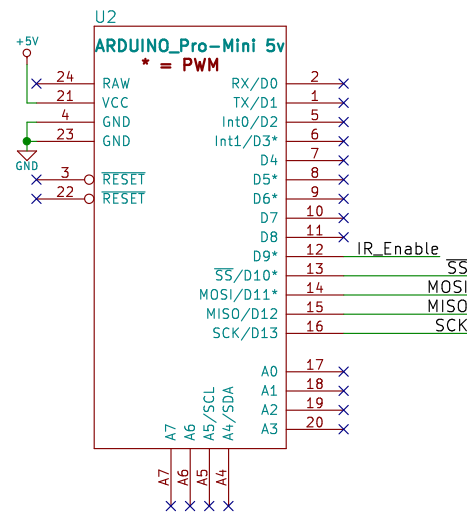 U2
+5V
ARDUINO_Pro-Mini 5v
* = PWM
24 RAW RX/D0 2
21 VCC TX/D1 1
4 GND Int0/D2 5
23 GND Int1/D3* 6
GND
D4 7
3 RESET D5* 8
22 RESET D6* 9
D7 10
D8 11
D9* 12 IR_Enable
SS/D10* 13 SS
MOSI/D11* 14 MOSI
MISO/D12 15 MISO
SCK/D13 16 SCK
A0 17
A1 18
A2 19
A3 20
A7 A6 A5/SCL A4/SDA
A7 A6 A5 A4